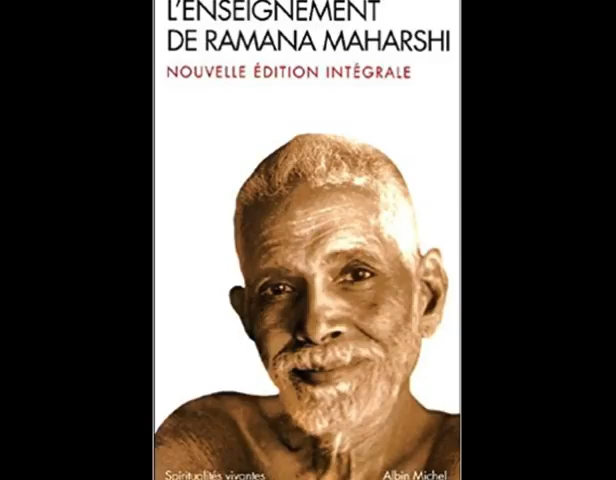 L'ENSEIGNEMENT
DE RAMANA MAHARSHI
NOUVELLE ÉDITION INTÉGRALE
Spiritualités vivantes
Albin Michel